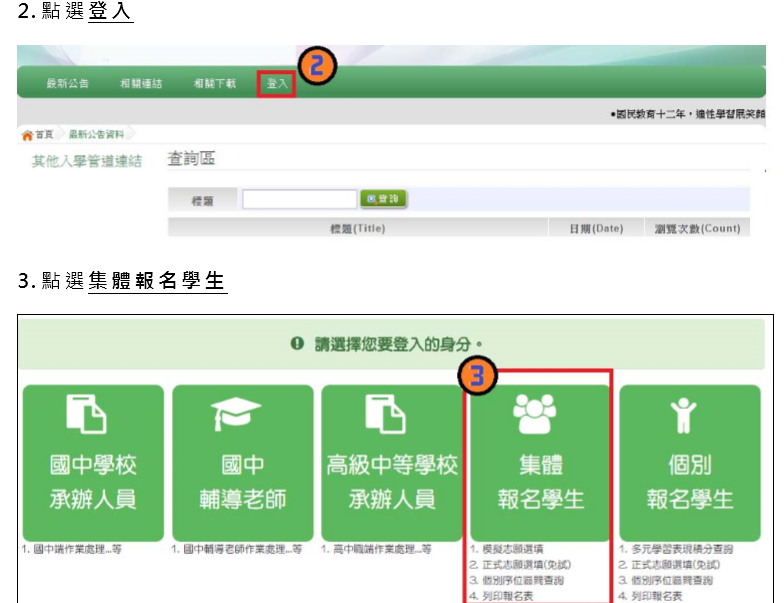 2.點選登入
最新公告 相關連結 相關下載 登入
2
●國民教育十二年，適性學習展笑顏
首頁 最新公告資料
其他入學管道連結 查詢區
標題 查詢
標題(Title) 日期(Date) 瀏覽次數(Count)
3.點選集體報名學生
請選擇您要登入的身分。
3
國中學校 承辦人員
國中 輔導老師
高級中等學校 承辦人員
集體 報名學生
個別 報名學生
1. 國中端作業處理...等
1. 國中輔導老師作業處理...等
1. 高中職端作業處理...等
1. 模擬志願選填
2. 正式志願選填(免試)
3. 個別序位區間查詢
4. 列印報名表
1. 多元學習表現積分查詢
2. 正式志願選填(免試)
3. 個別序位區間查詢
4. 列印報名表